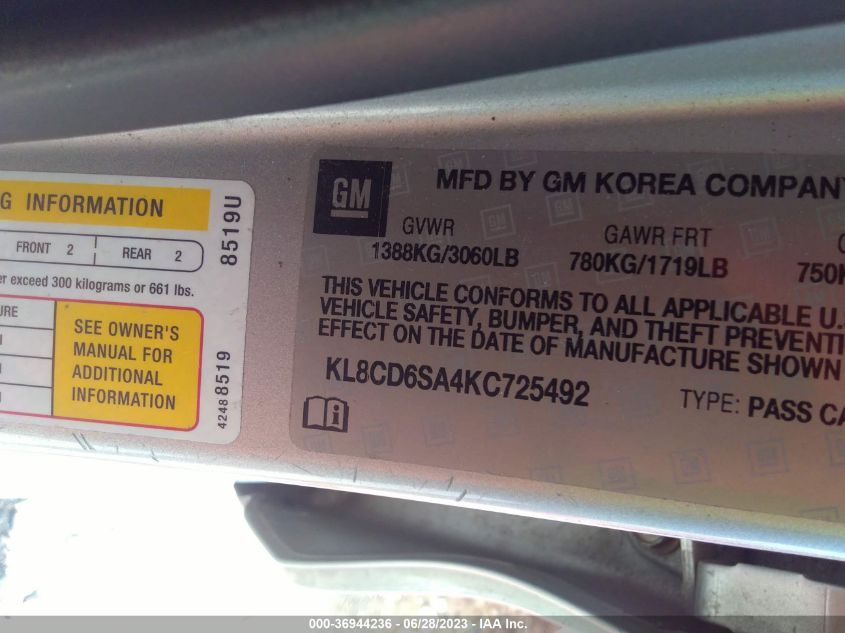 G INFORMATION
FRONT 2
REAR 2
exceed 300 kilograms or 661 lbs.
SEE OWNER'S
MANUAL FOR
ADDITIONAL
INFORMATION
8519U
42488519
GM
MFD BY GM KOREA COMPANY
GVWR
1388KG/3060LB
GAWR FRT
780KG/1719LB
750K
THIS VEHICLE CONFORMS TO ALL APPLICABLE U.S
VEHICLE SAFETY, BUMPER, AND THEFT PREVENTI
EFFECT ON THE DATE OF MANUFACTURE SHOWN
KL8CD6SA4KC725492
TYPE: PASS CA
000-36944236 - 06/28/2023 - IAA Inc.